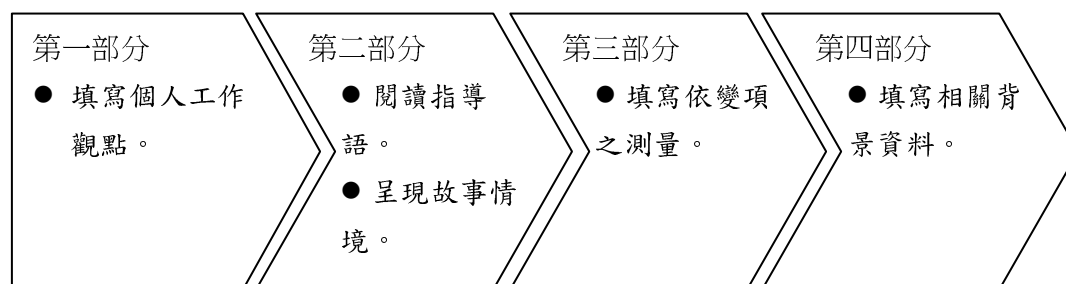 第一部分
● 填寫個人工作
觀點。
第二部分
● 閱讀指導
語。
● 呈現故事情
境。
第三部分
● 填寫依變項
之測量。
第四部分
● 填寫相關背
景資料。